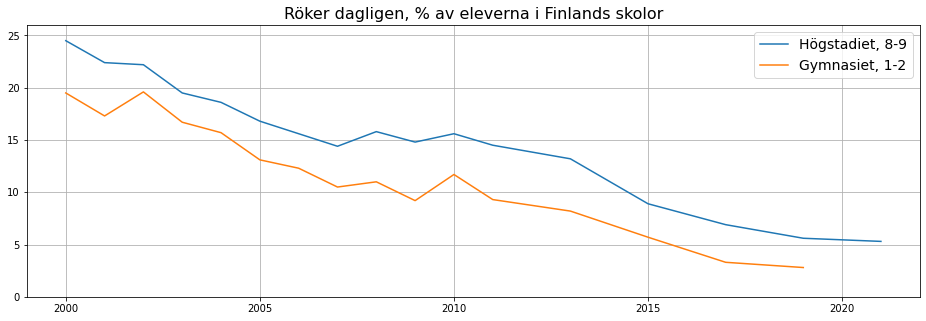 Röker dagligen, % av eleverna i Finlands skolor
Högstadiet, 8-9
Gymnasiet, 1-2
25
20
15
10
5
0
2000 2005 2010 2015 2020